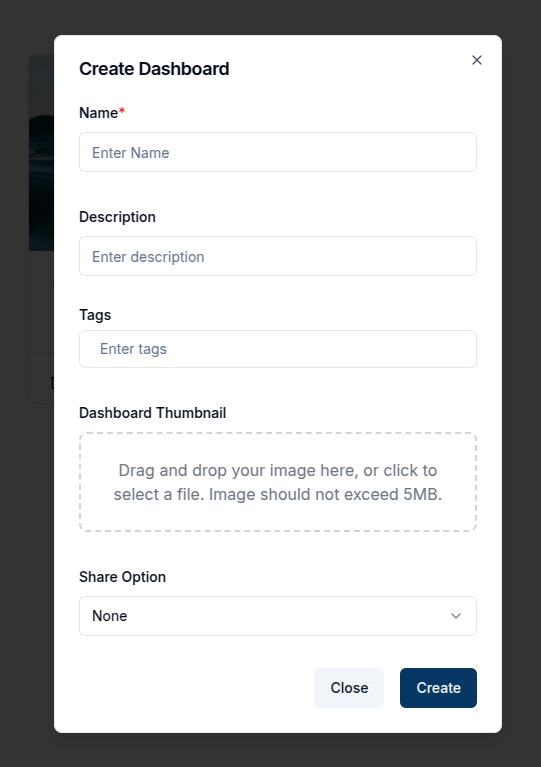 Create Dashboard
Name*
Enter Name
Description
Enter description
Tags
Enter tags
Dashboard Thumbnail
Drag and drop your image here, or click to
select a file. Image should not exceed 5MB.
Share Option
None
Close
Create